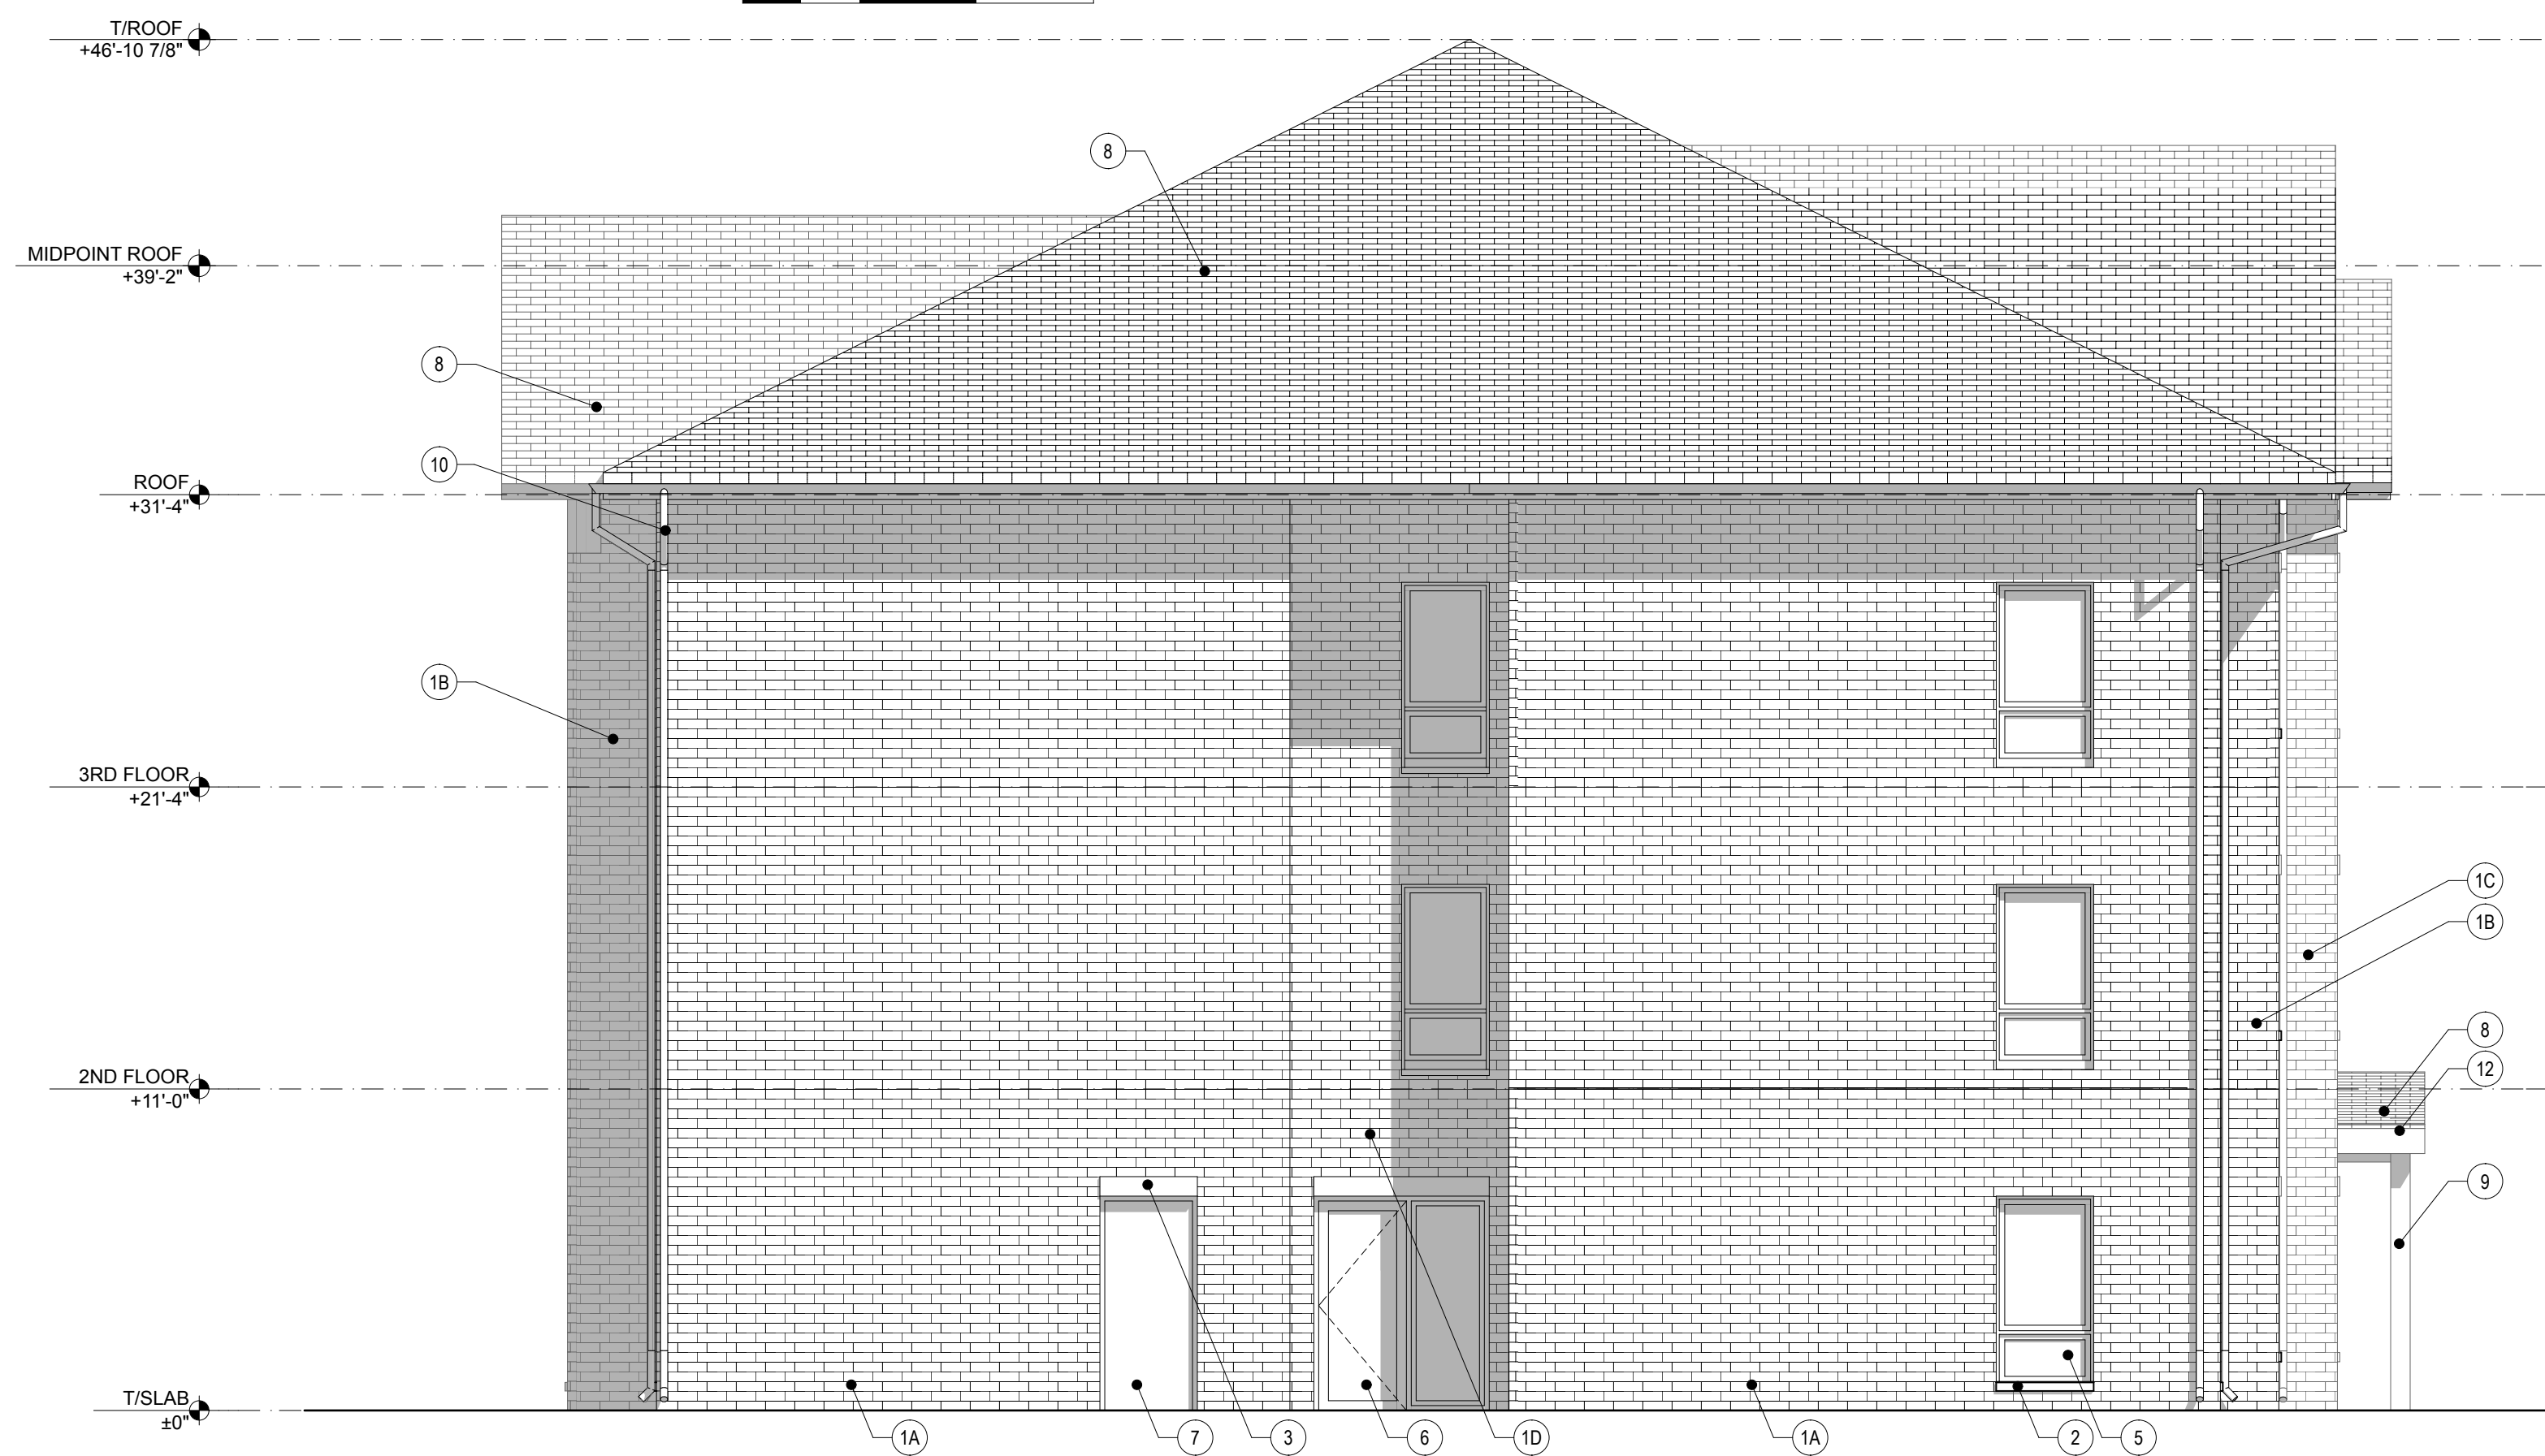 T/ROOF
+46'-10 7/8"
8
MIDPOINT ROOF
+39'-2"
8
10
ROOF
+31'-4"
1B
3RD FLOOR
+21'-4"
1C
1B
8
2ND FLOOR
+11'-0"
12
9
T/SLAB
±0"
1A
7
3
6
1D
1A
2
5